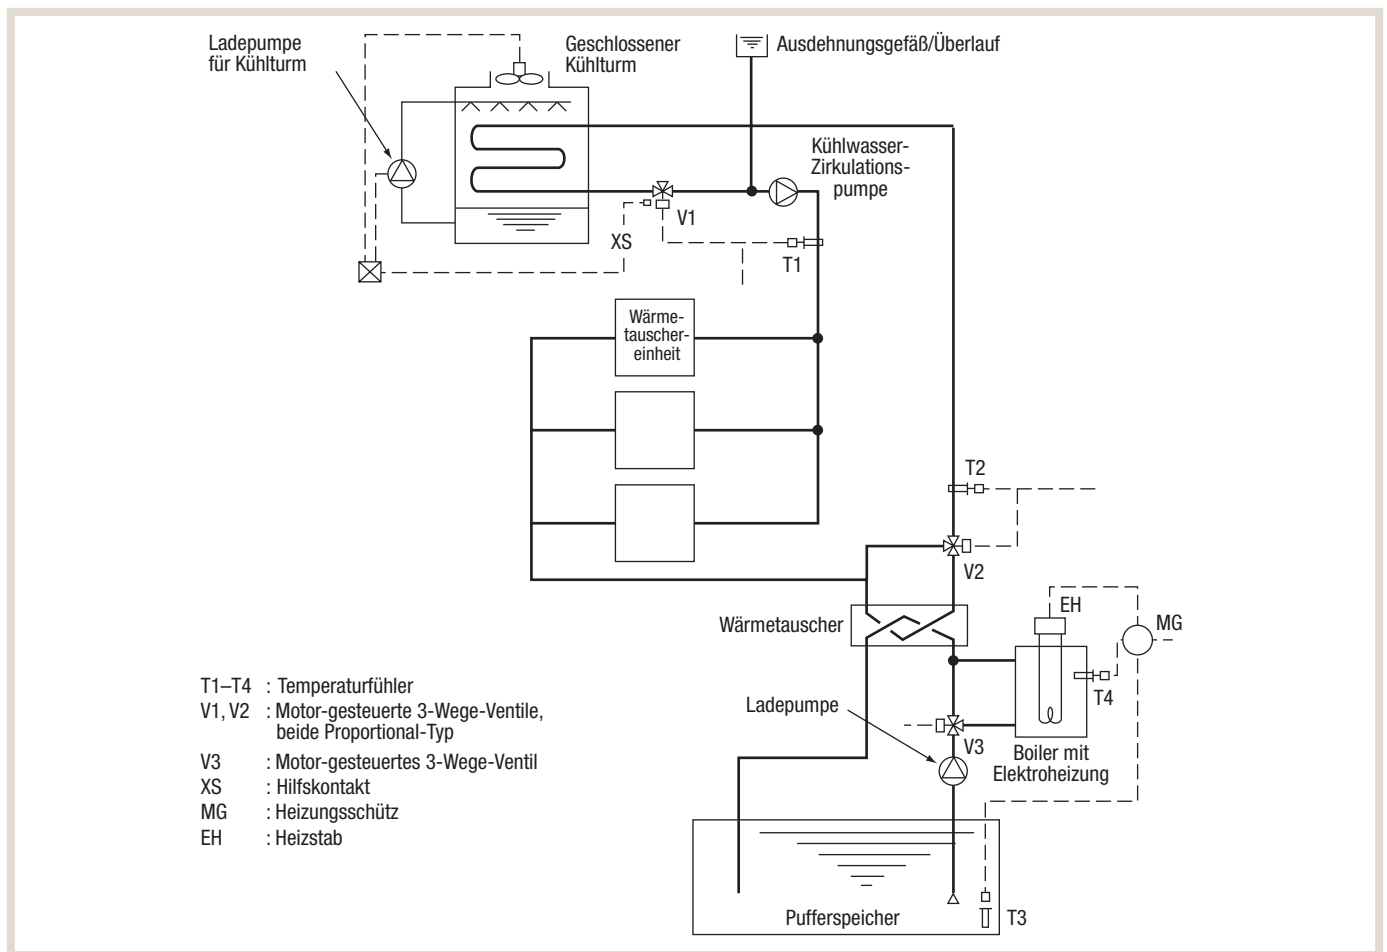 Ladepumpe
für Kühlturm
Geschlossener
Kühlturm
Ausdehnungsgefäß/Überlauf
Kühlwasser-
Zirkulations-
pumpe
V1
XS
T1
Wärme-
tauscher-
einheit
T2
V2
EH
MG
Wärmetauscher
T4
Ladepumpe
V3
Boiler mit
Elektroheizung
T1–T4 : Temperaturfühler
V1, V2 : Motor-gesteuerte 3-Wege-Ventile,
beide Proportional-Typ
V3 : Motor-gesteuertes 3-Wege-Ventil
XS : Hilfskontakt
MG : Heizungsschütz
EH : Heizstab
Pufferspeicher
T3